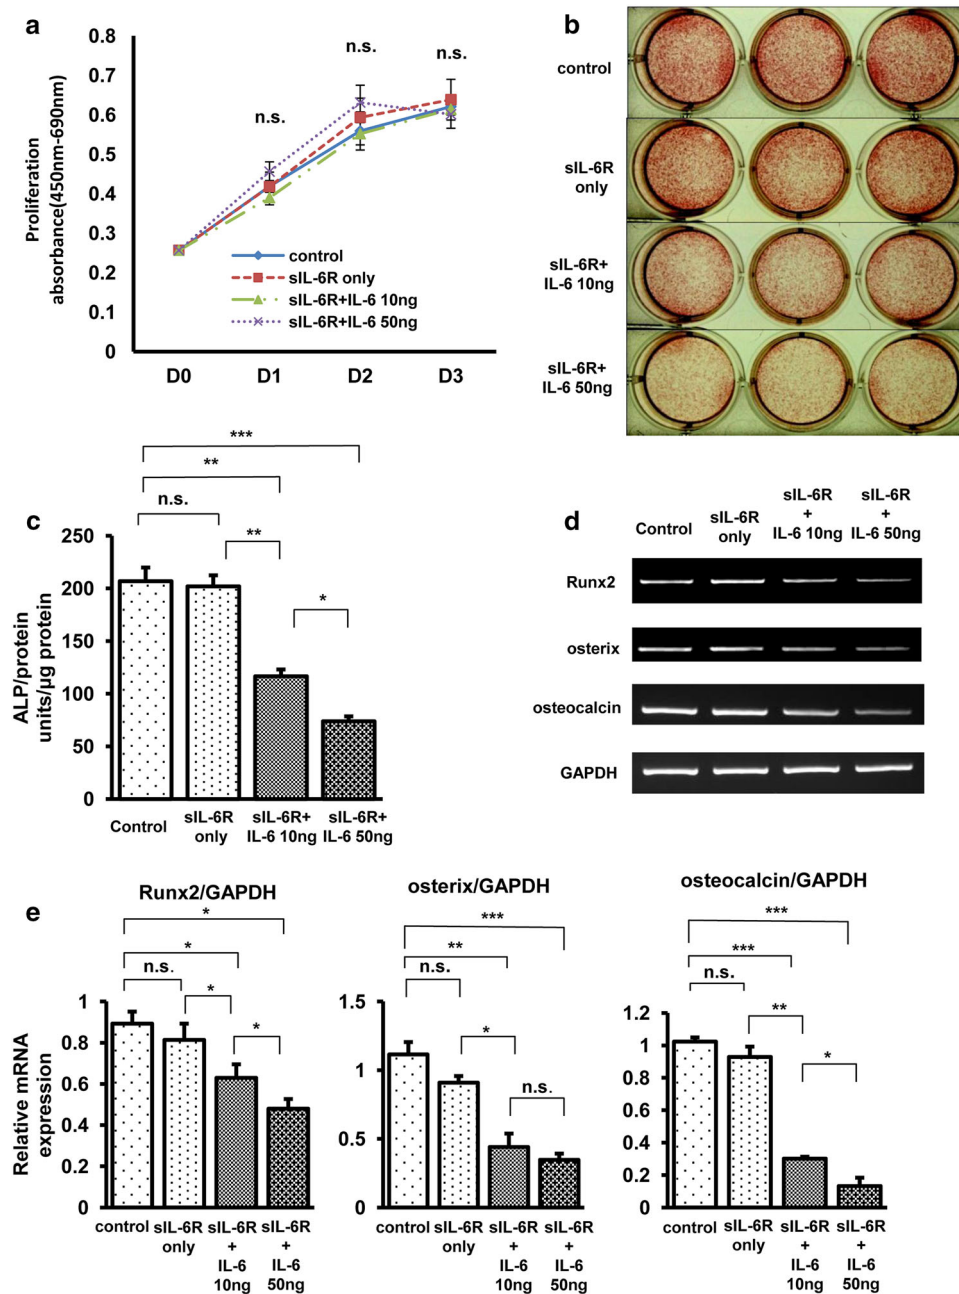 a
0.8
0.7
0.6
0.5
0.4
0.3
0.2
0.1
0
Proliferation
absorbance(450nm-690nm)
n.s.
n.s.
n.s.
control
sIL-6R only
sIL-6R+IL-6 10ng
sIL-6R+IL-6 50ng
D0 D1 D2 D3
b
control
sIL-6R
only
sIL-6R+
IL-6 10ng
sIL-6R+
IL-6 50ng
c
***
**
n.s.
**
*
250
200
150
100
50
0
ALP/protein
units/µg protein
Control
sIL-6R
only
sIL-6R+
IL-6 10ng
sIL-6R+
IL-6 50ng
d
Control
sIL-6R
only
sIL-6R
+
IL-6 10ng
sIL-6R
+
IL-6 50ng
Runx2
osterix
osteocalcin
GAPDH
e
Relative mRNA
expression
Runx2/GAPDH
*
*
n.s.
*
*
1
0.8
0.6
0.4
0.2
0
control
sIL-6R
only
sIL-6R
+
IL-6
10ng
sIL-6R
+
IL-6
50ng
osterix/GAPDH
***
**
n.s.
*
n.s.
1.5
1
0.5
0
control
sIL-6R
only
sIL-6R
+
IL-6
10ng
sIL-6R
+
IL-6
50ng
osteocalcin/GAPDH
***
***
n.s.
**
*
1.2
1
0.8
0.6
0.4
0.2
0
control
sIL-6R
only
sIL-6R
+
IL-6
10ng
sIL-6R
+
IL-6
50ng